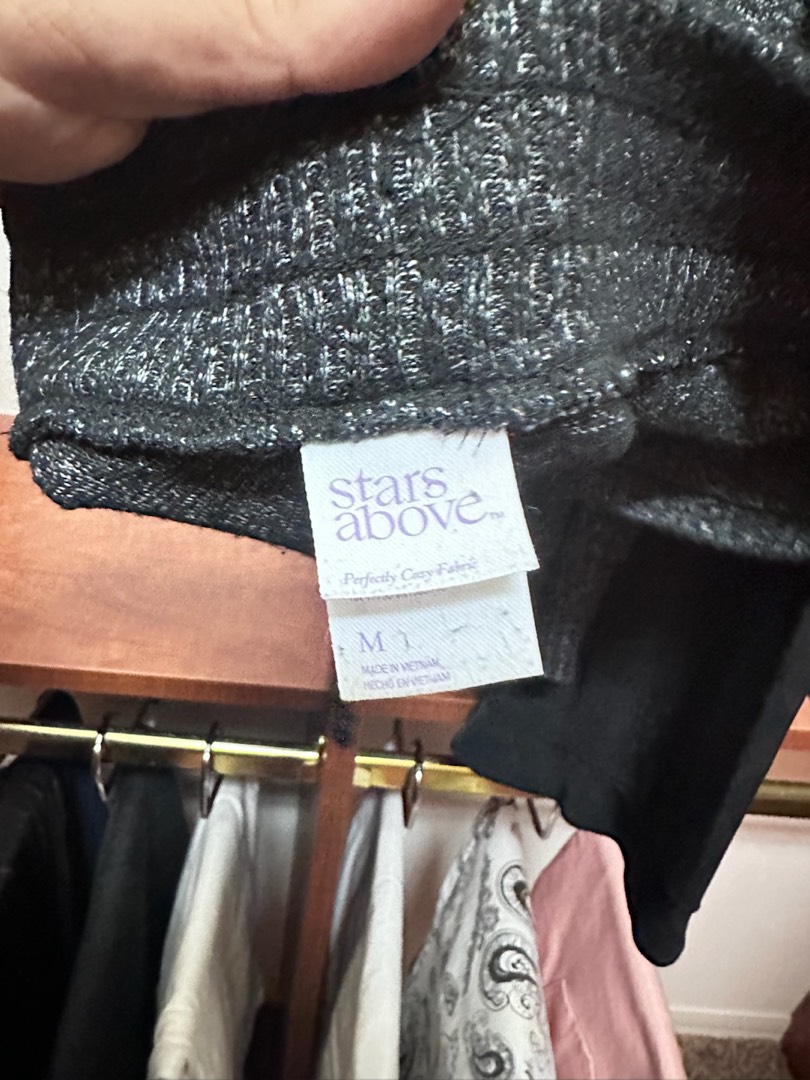 stars
above™
Perfectly Cozy Fabric
M
MADE IN VIETNAM
HECHO EN VIETNAM